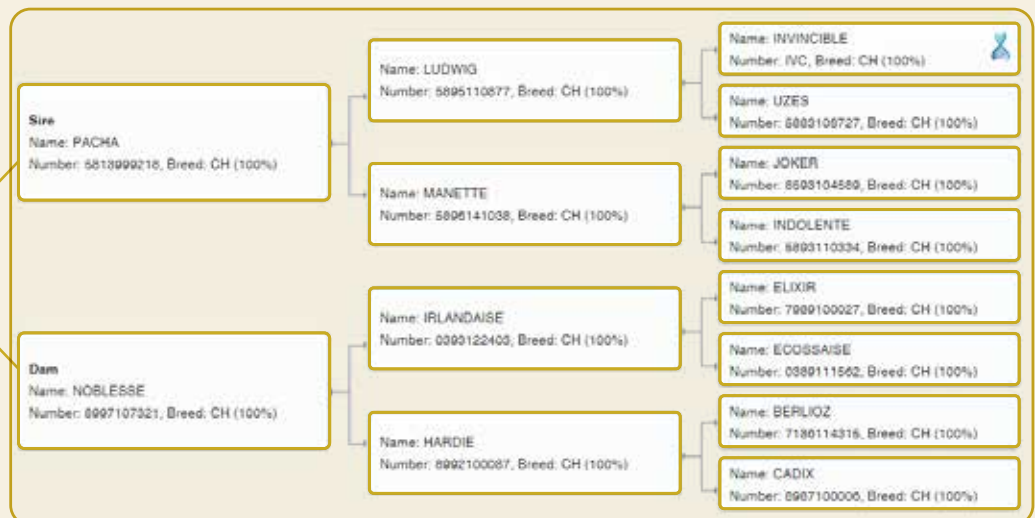 Sire
Name: PACHA
Number: 5813999218, Breed: CH (100%)
Dam
Name: NOBLESSE
Number: 8997107321, Breed: CH (100%)
Name: LUDWIG
Number: 5895110877, Breed: CH (100%)
Name: MANETTE
Number: 5896141038, Breed: CH (100%)
Name: IRLANDAISE
Number: 0393122403, Breed: CH (100%)
Name: HARDIE
Number: 8992100087, Breed: CH (100%)
Name: INVINCIBLE
Number: IVC, Breed: CH (100%)
Name: UZES
Number: 5883108727, Breed: CH (100%)
Name: JOKER
Number: 8593104589, Breed: CH (100%)
Name: INDOLENTE
Number: 5893110334, Breed: CH (100%)
Name: ELIXIR
Number: 7989100027, Breed: CH (100%)
Name: ECOSSAISE
Number: 0389111562, Breed: CH (100%)
Name: BERLIOZ
Number: 7186114315, Breed: CH (100%)
Name: CADIX
Number: 8987100006, Breed: CH (100%)